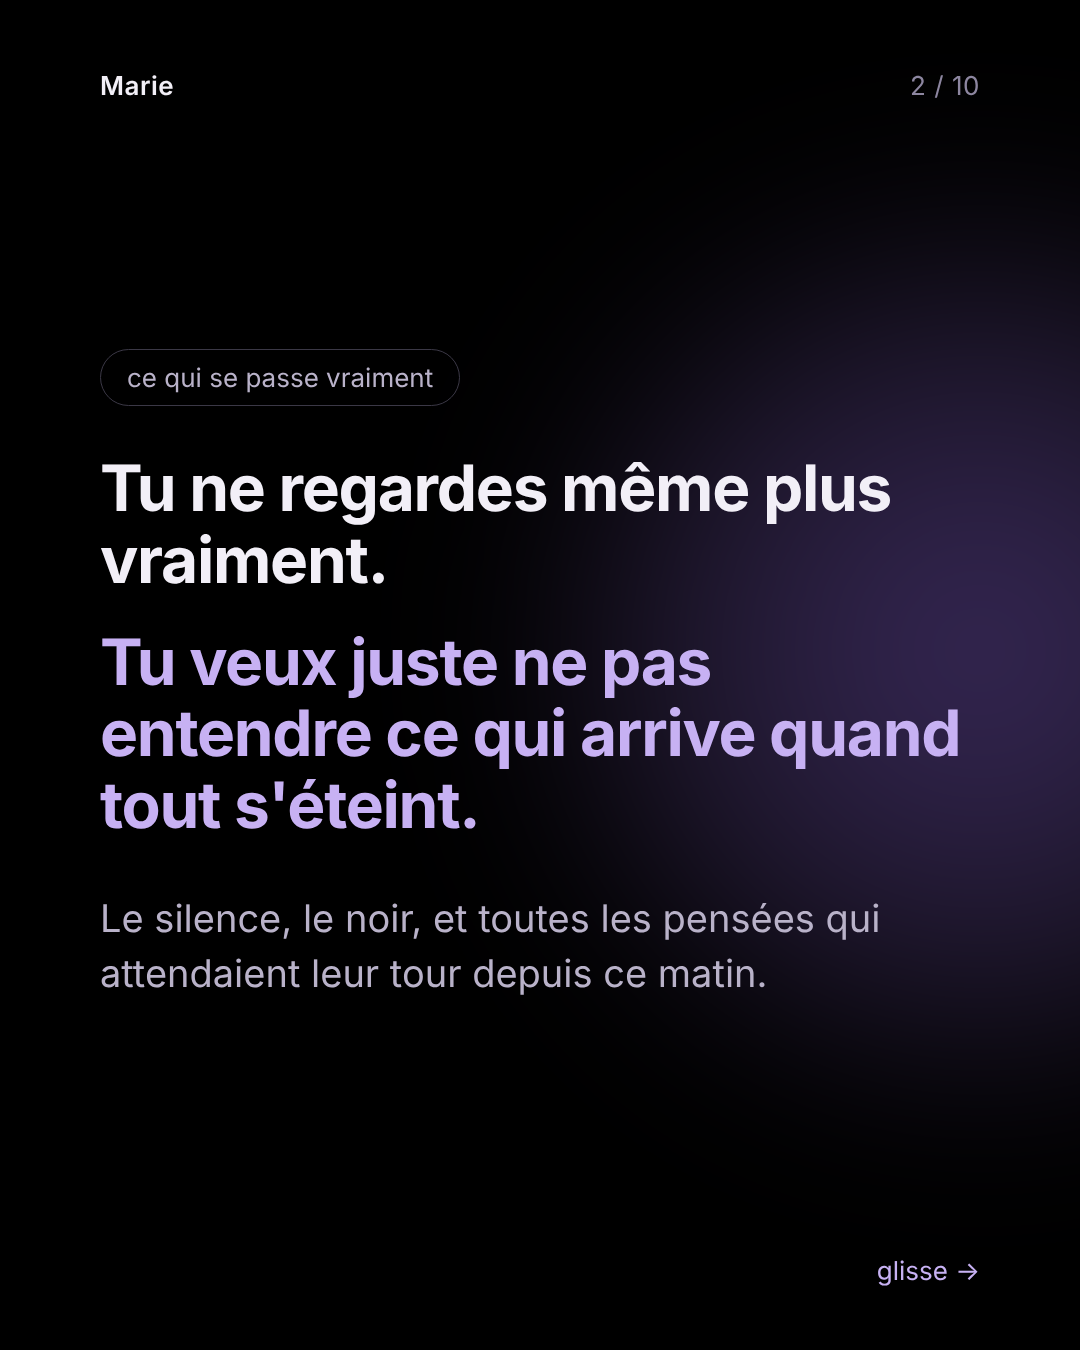 Marie
2 / 10
ce qui se passe vraiment
Tu ne regardes même plus
vraiment.
Tu veux juste ne pas
entendre ce qui arrive quand
tout s'éteint.
Le silence, le noir, et toutes les pensées qui
attendaient leur tour depuis ce matin.
glisse →